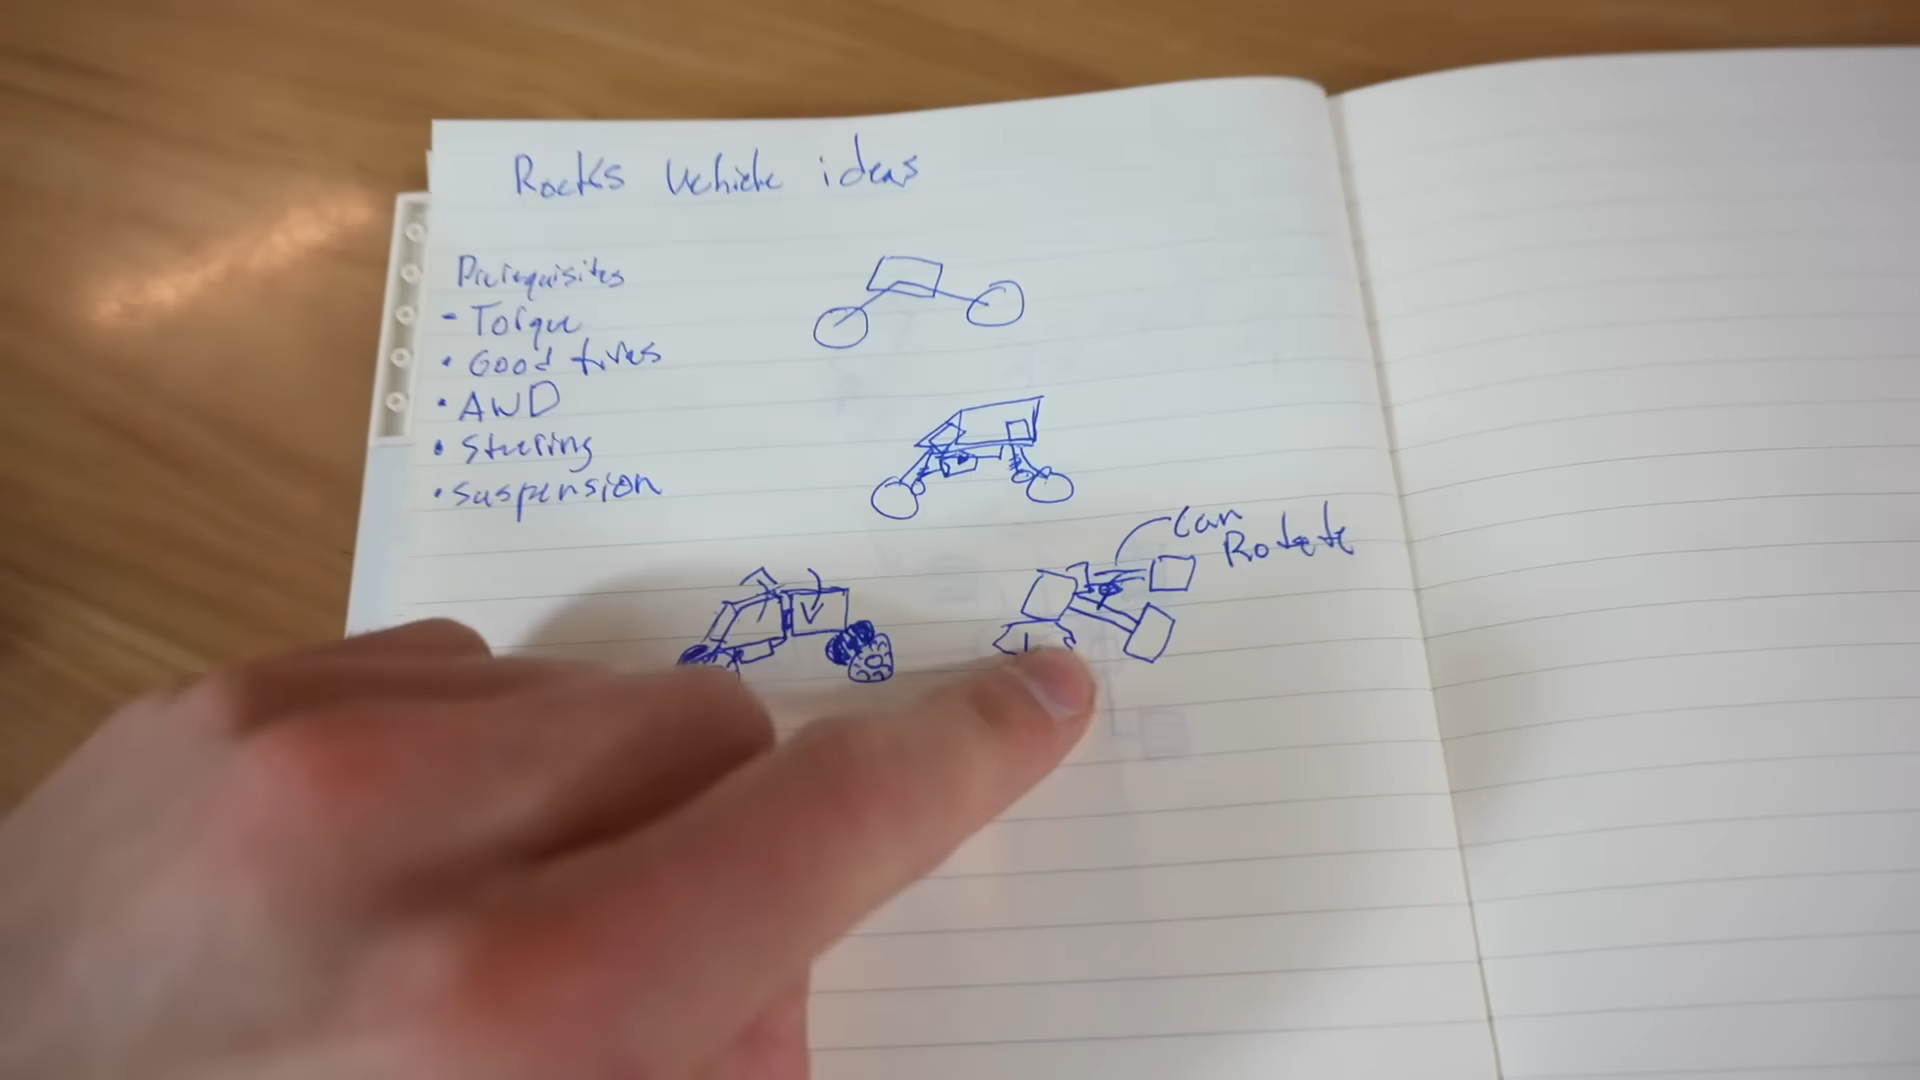 Rocks Vehicle ideas
Prerequisites
- Torque
• Good tires
• AWD
• Steering
• Suspension
Can
Rotate